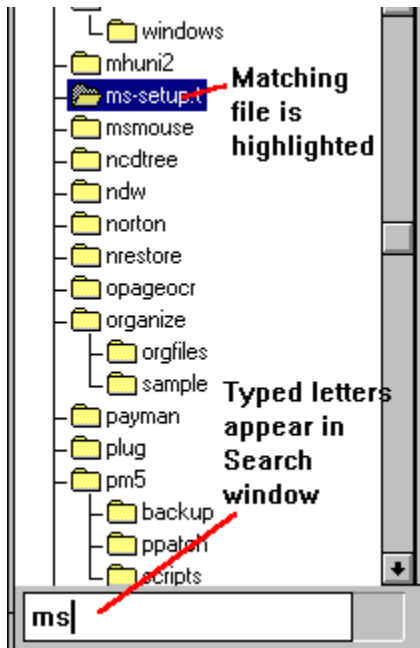 windows
mhuni2
ms-setup.t
Matching
file is
highlighted
msmouse
ncdtree
ndw
norton
nrestore
opageocr
organize
orgfiles
sample
Typed letters
appear in
Search
window
payman
plug
pm5
backup
ppatch
scripts
ms